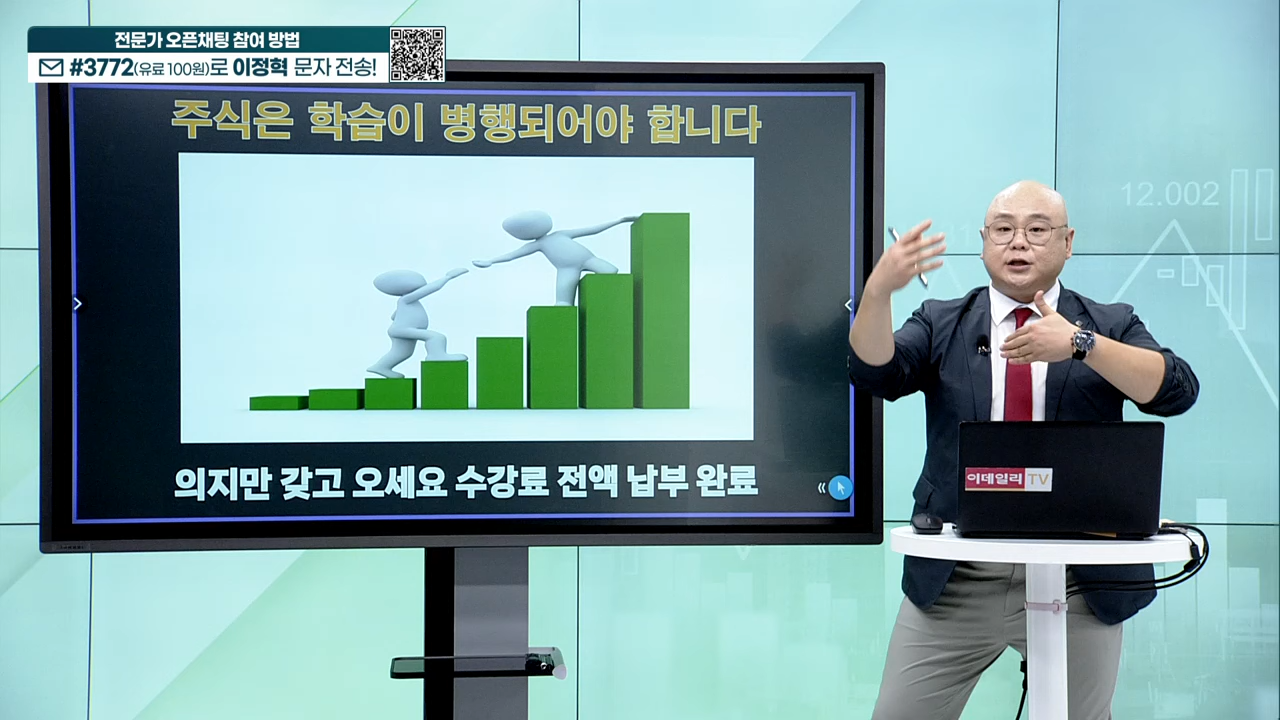 전문가 오픈채팅 참여 방법
#3772(유료 100원)로 이정혁 문자 전송!
주식은 학습이 병행되어야 합니다
의지만 갖고 오세요 수강료 전액 납부 완료
12.002
이데일리 TV